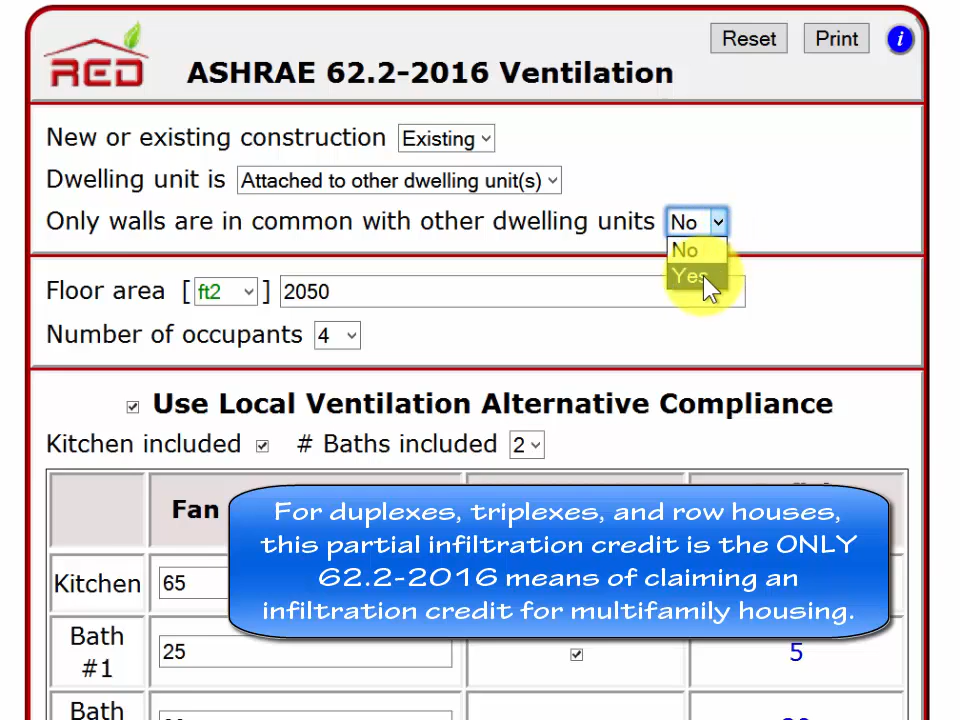 Reset Print i
RED
ASHRAE 62.2-2016 Ventilation
New or existing construction Existing
Dwelling unit is Attached to other dwelling unit(s)
Only walls are in common with other dwelling units No
No
Yes
Floor area [ ft2 ] 2050
Number of occupants 4
Use Local Ventilation Alternative Compliance
Kitchen included # Baths included 2
Fan
For duplexes, triplexes, and row houses,
this partial infiltration credit is the ONLY
62.2-2016 means of claiming an
infiltration credit for multifamily housing.
Kitchen 65
Bath
#1 25 5
Bath